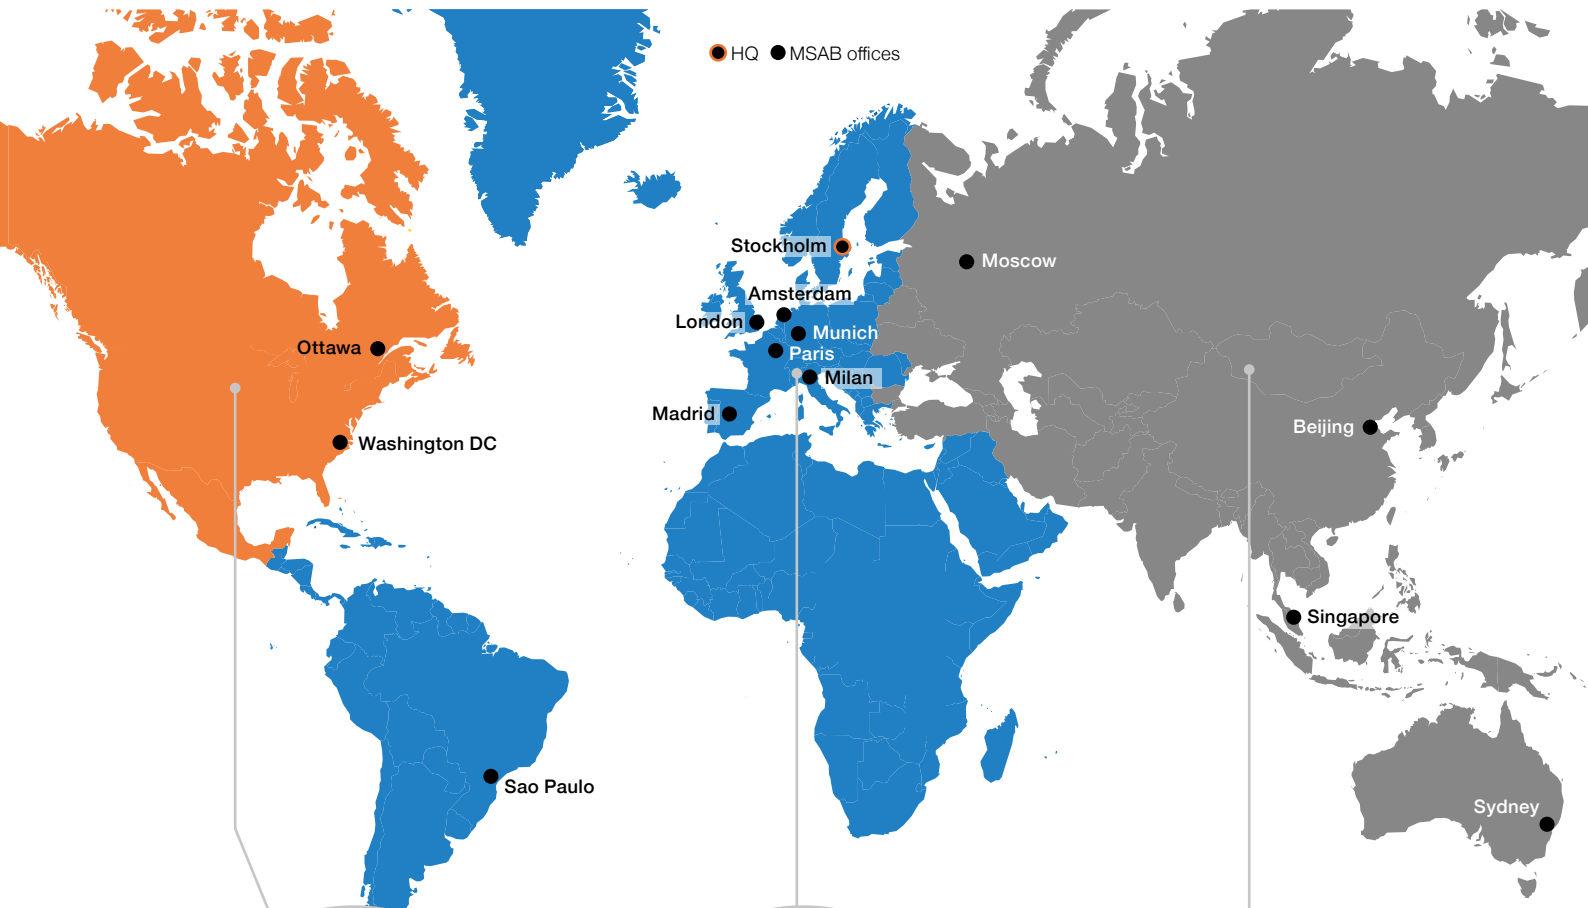 HQ MSAB offices
Stockholm
Moscow
Amsterdam
London
Munich
Ottawa
Paris
Milan
Madrid
Beijing
Washington DC
Singapore
Sao Paulo
Sydney